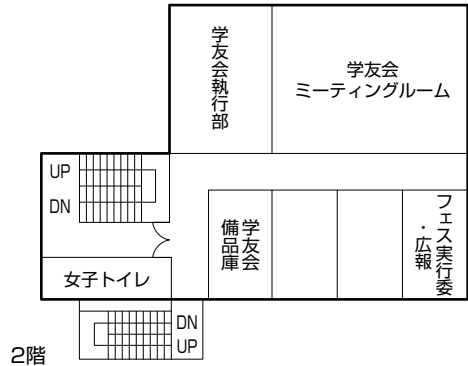 学友会執行部
学友会
ミーティングルーム
UP
DN
女子トイレ
学友会
備品庫
フェス実行委
・広報
DN
UP
2階